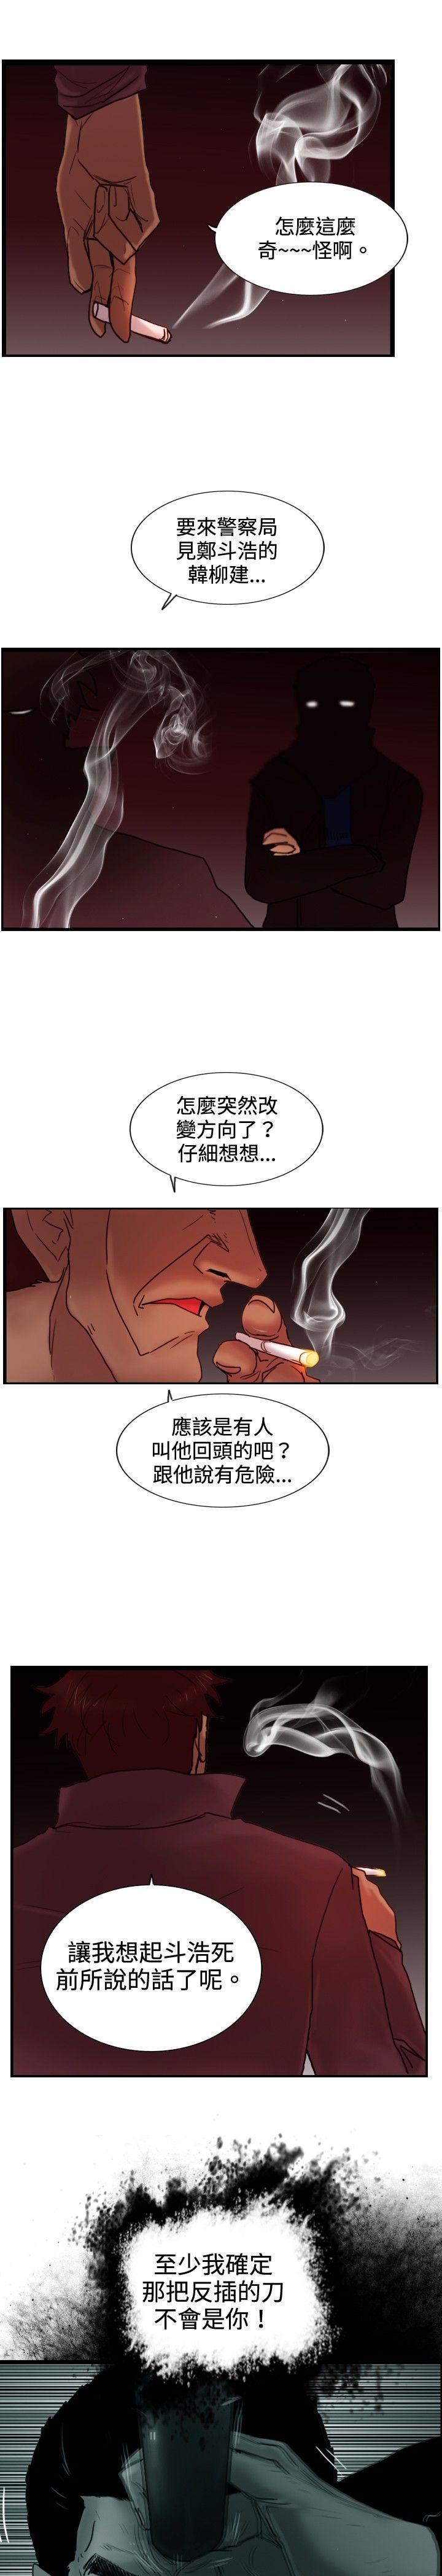 怎麼這麼
奇~~~怪啊。
要來警察局
見鄭斗浩的
韓柳建...
怎麼突然改
變方向了？
仔細想想...
應該是有人
叫他回頭的吧？
跟他說有危險...
讓我想起斗浩死
前所說的話了呢。
至少我確定
那把反插的刀
不會是你！